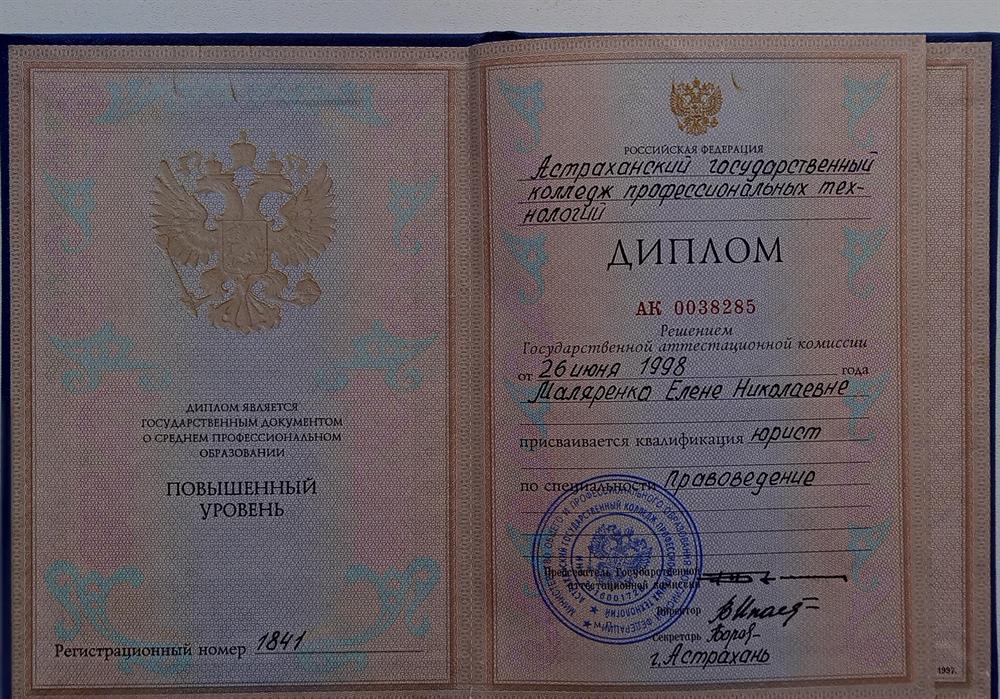 ДИПЛОМ ЯВЛЯЕТСЯ
ГОСУДАРСТВЕННЫМ ДОКУМЕНТОМ
О СРЕДНЕМ ПРОФЕССИОНАЛЬНОМ
ОБРАЗОВАНИИ
ПОВЫШЕННЫЙ
УРОВЕНЬ
Регистрационный номер 1841
РОССИЙСКАЯ ФЕДЕРАЦИЯ
Астраханский государственный
колледж профессиональных тех-
нологий
ДИПЛОМ
АК 0038285
Решением
Государственной аттестационной комиссии
от 26 июня 1998 года
Маляренко Елене Николаевне
присваивается квалификация юрист
по специальности Правоведение
Председатель Государственной
аттестационной комиссии
Директор
Секретарь
г. Астрахань
1997.